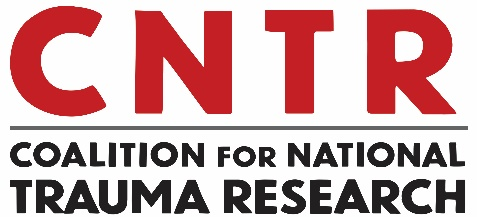 CNTR
COALITION FOR NATIONAL
TRAUMA RESEARCH